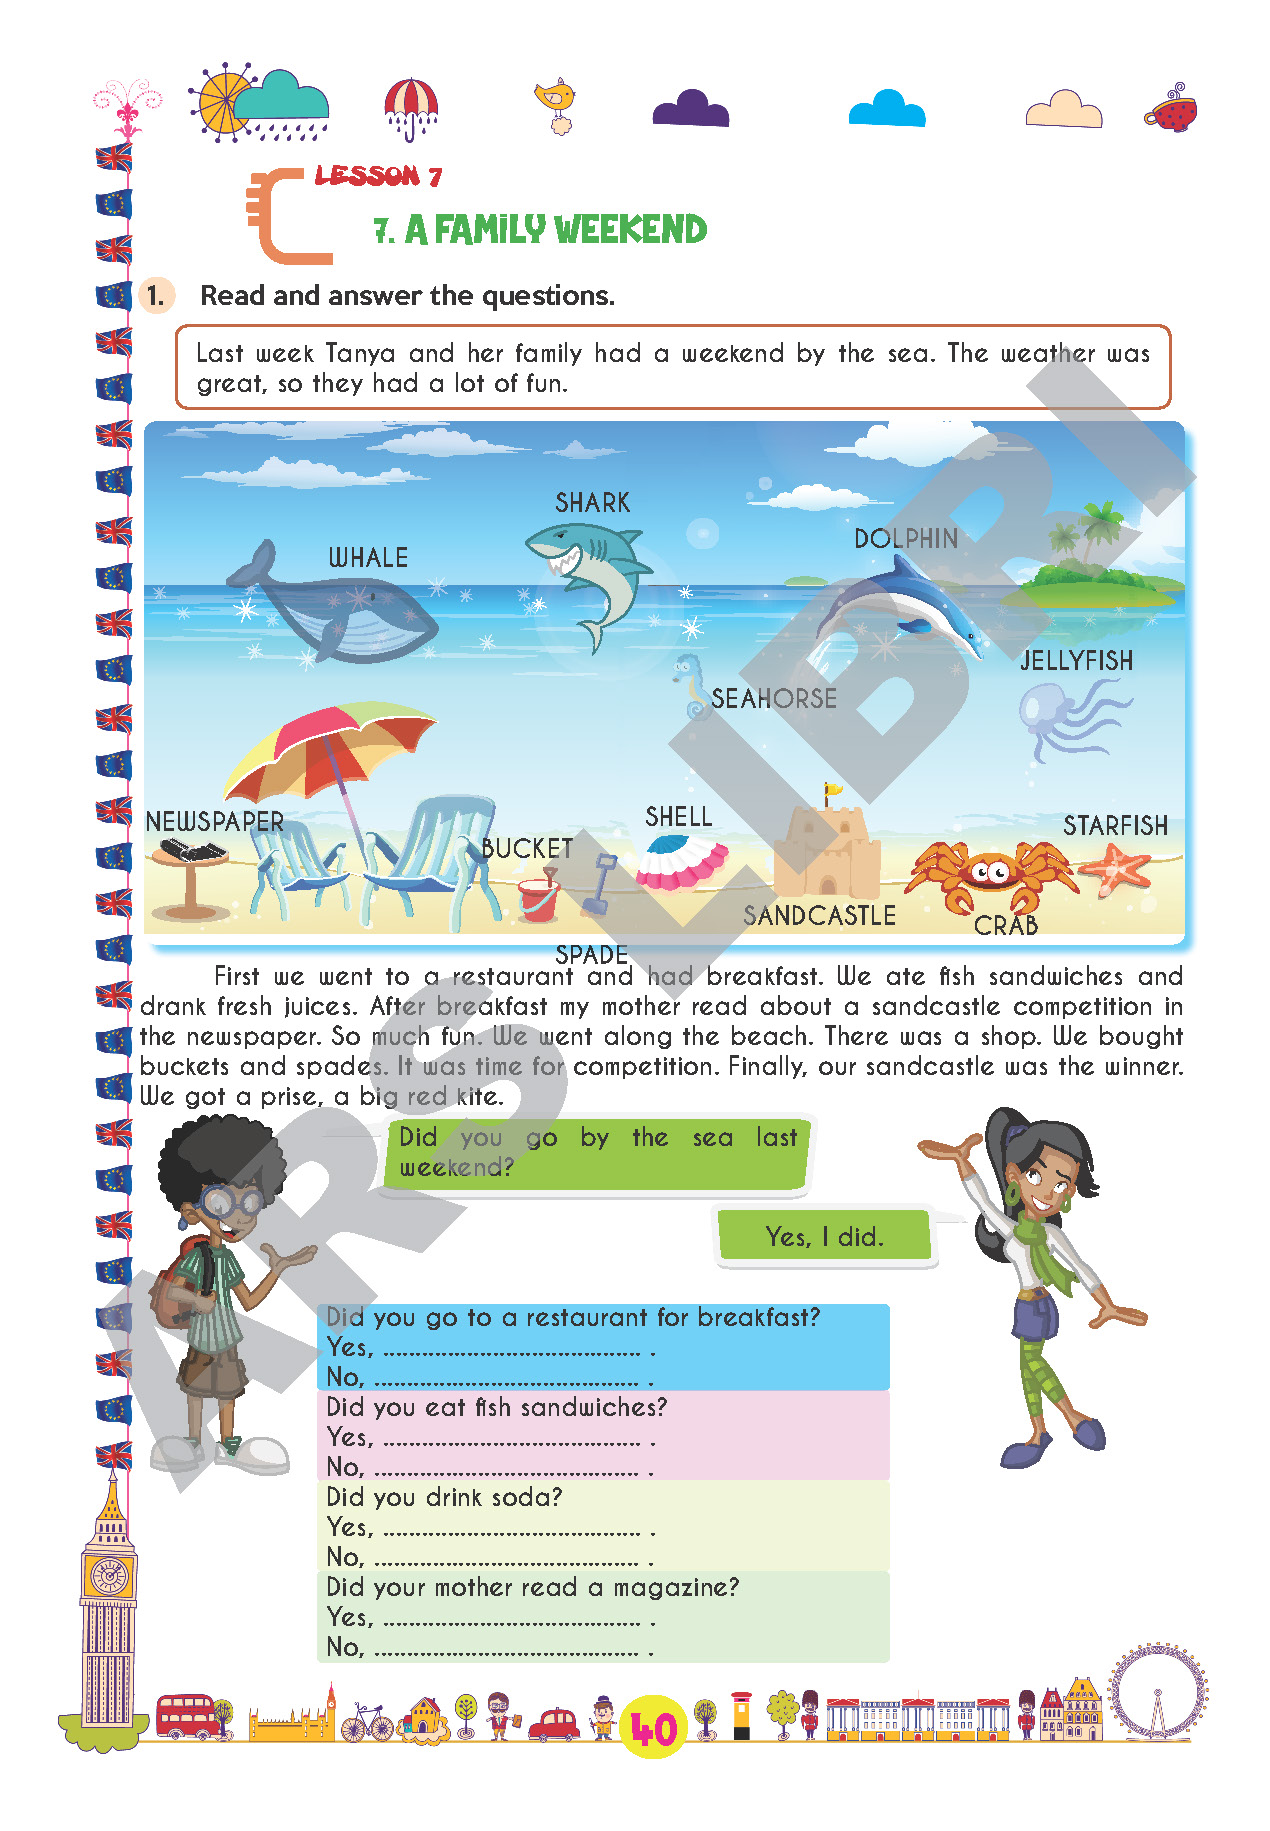 LESSON 7
7. A FAMILY WEEKEND
1. Read and answer the questions.
Last week Tanya and her family had a weekend by the sea. The weather was
great, so they had a lot of fun.
SHARK
DOLPHIN
WHALE
JELLYFISH
SEAHORSE
SHELL
NEWSPAPER
STARFISH
BUCKET
SANDCASTLE
CRAB
SPADE
First we went to a restaurant and had breakfast. We ate fish sandwiches and
drank fresh juices. After breakfast my mother read about a sandcastle competition in
the newspaper. So much fun. We went along the beach. There was a shop. We bought
buckets and spades. It was time for competition. Finally, our sandcastle was the winner.
We got a prise, a big red kite.
Did you go by the sea last
weekend?
Yes, I did.
Did you go to a restaurant for breakfast?
Yes, ........................................ .
No, ......................................... .
Did you eat fish sandwiches?
Yes, ........................................ .
No, ......................................... .
Did you drink soda?
Yes, ........................................ .
No, ......................................... .
Did your mother read a magazine?
Yes, ........................................ .
No, ......................................... .
40
ARS LIBRI